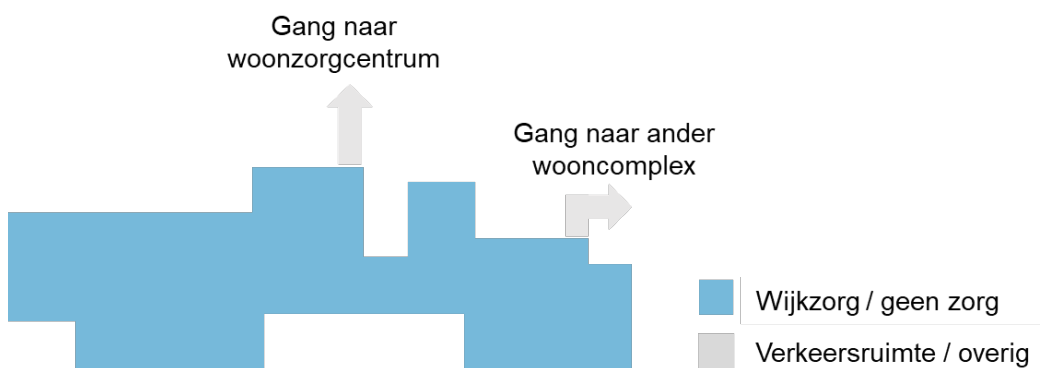 Gang naar
woonzorgcentrum
Gang naar ander
wooncomplex
Wijkzorg / geen zorg
Verkeersruimte / overig